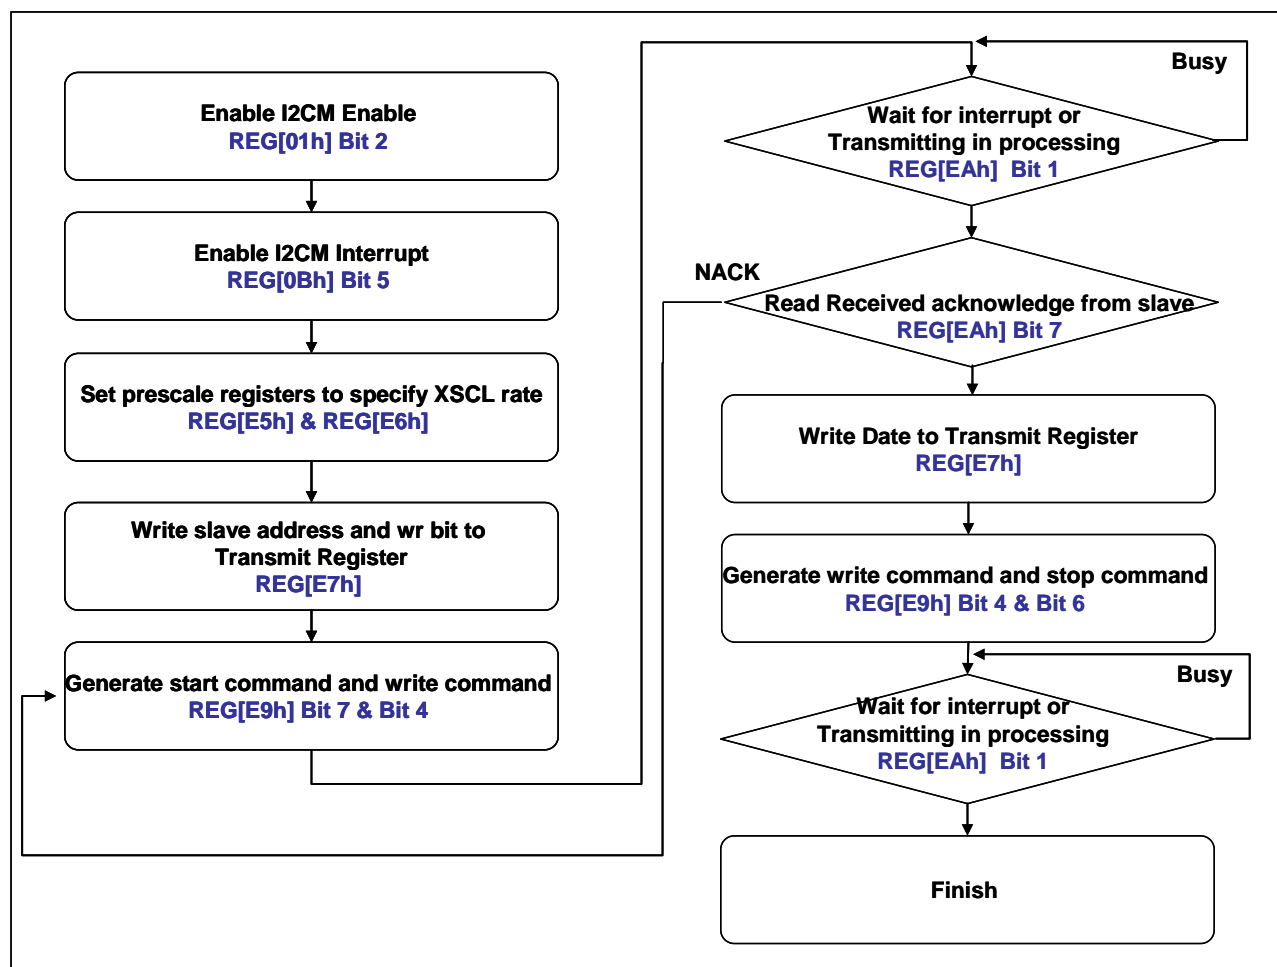 Enable I2CM Enable
REG[01h] Bit 2
Enable I2CM Interrupt
REG[0Bh] Bit 5
Set prescale registers to specify XSCL rate
REG[E5h] & REG[E6h]
Write slave address and wr bit to
Transmit Register
REG[E7h]
Generate start command and write command
REG[E9h] Bit 7 & Bit 4
Busy
Wait for interrupt or
Transmitting in processing
REG[EAh] Bit 1
NACK
Read Received acknowledge from slave
REG[EAh] Bit 7
Write Date to Transmit Register
REG[E7h]
Generate write command and stop command
REG[E9h] Bit 4 & Bit 6
Busy
Wait for interrupt or
Transmitting in processing
REG[EAh] Bit 1
Finish